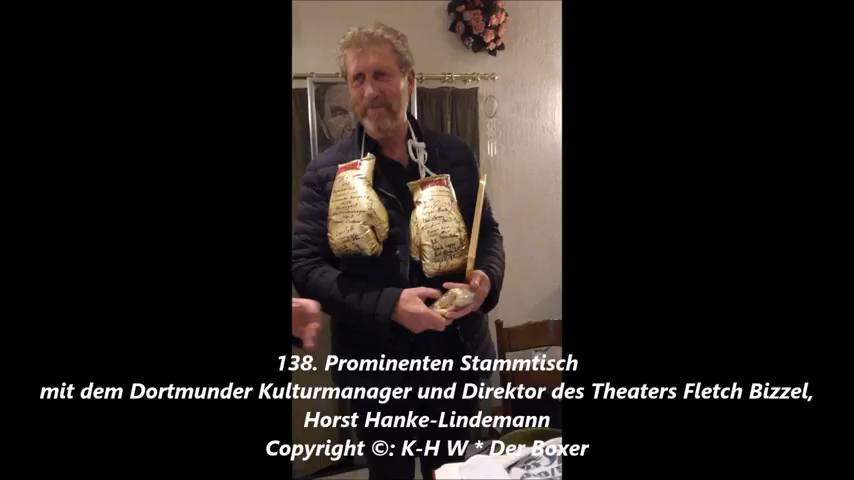 138. Prominenten Stammtisch
mit dem Dortmunder Kulturmanager und Direktor des Theaters Fletch Bizzel,
Horst Hanke-Lindemann
Copyright ©: K-H W * Der Boxer